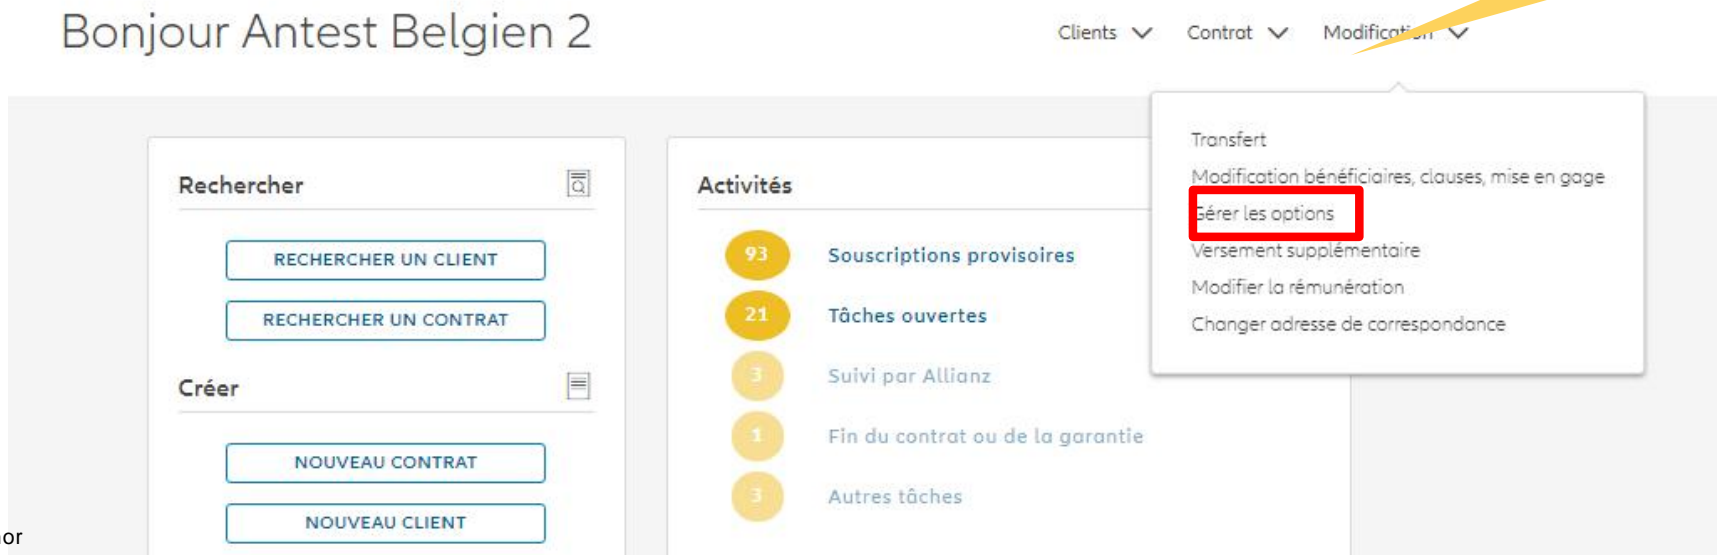 Bonjour Antest Belgien 2
Clients
Contrat
Modification
Transfert
Modification bénéficiaires, clauses, mise en gage
Gérer les options
Versement supplémentaire
Modifier la rémunération
Changer adresse de correspondance
Rechercher
RECHERCHER UN CLIENT
RECHERCHER UN CONTRAT
Créer
NOUVEAU CONTRAT
NOUVEAU CLIENT
Activités
93 Souscriptions provisoires
21 Tâches ouvertes
3 Suivi par Allianz
1 Fin du contrat ou de la garantie
3 Autres tâches